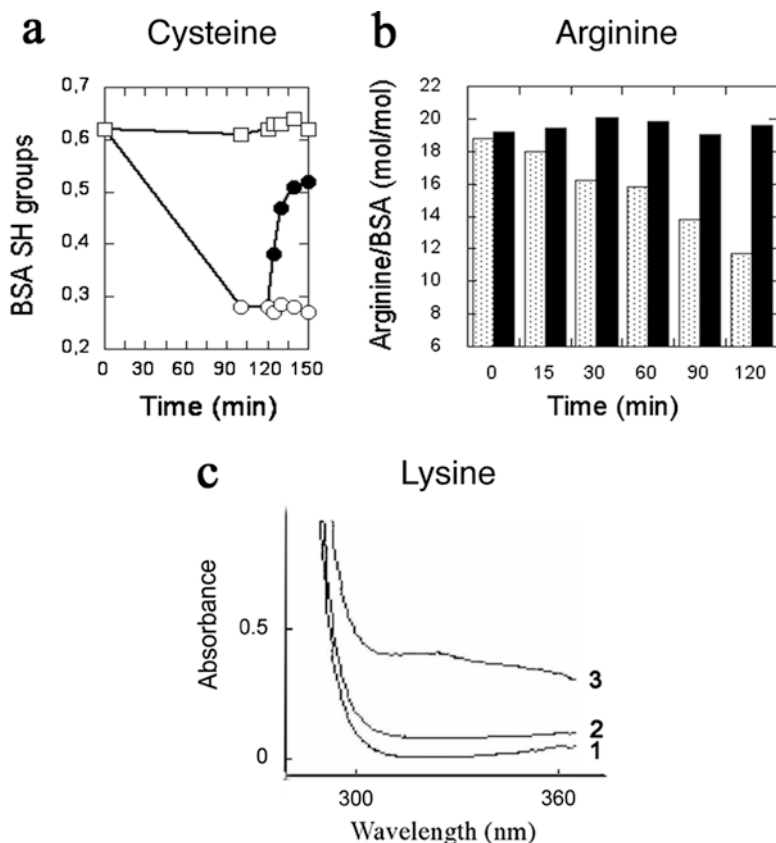 a Cysteine
BSA SH groups
0,7
0,6
0,5
0,4
0,3
0,2
0 30 60 90 120 150
Time (min)
b Arginine
Arginine/BSA (mol/mol)
22
20
18
16
14
12
10
8
6
0 15 30 60 90 120
Time (min)
c Lysine
Absorbance
0.5
0
3
2
1
300 360
Wavelength (nm)